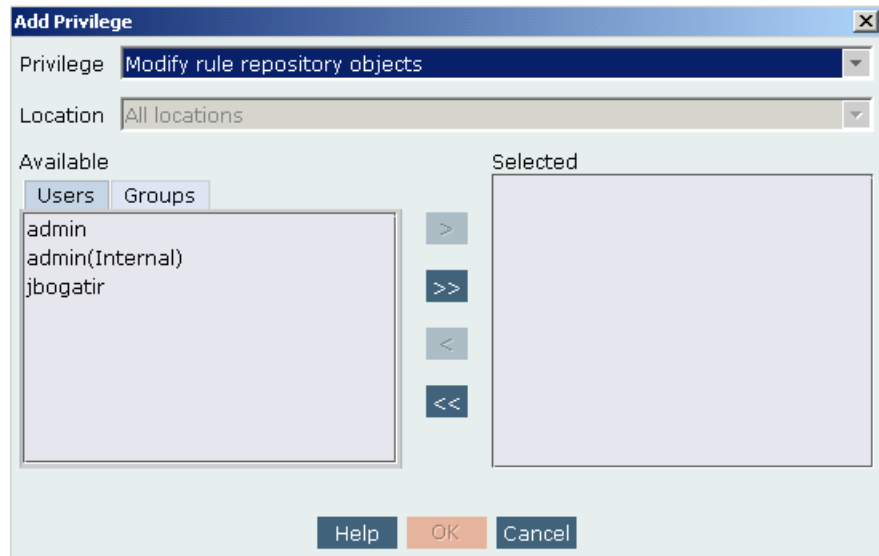 Add Privilege
Privilege Modify rule repository objects
Location All locations
Available Selected
Users Groups
admin
admin(Internal)
jbogatir
>
>>
<
<<
Help OK Cancel